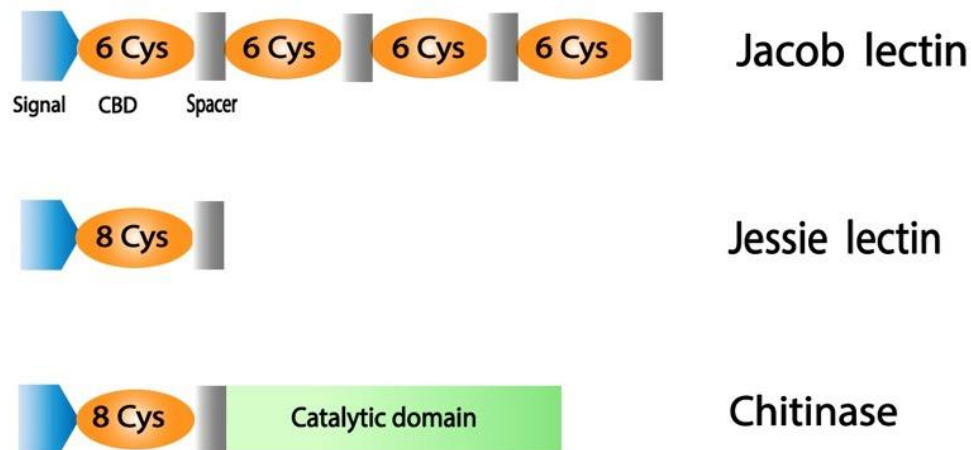 6 Cys 6 Cys 6 Cys 6 Cys Jacob lectin
Signal CBD Spacer
8 Cys Jessie lectin
8 Cys Catalytic domain Chitinase